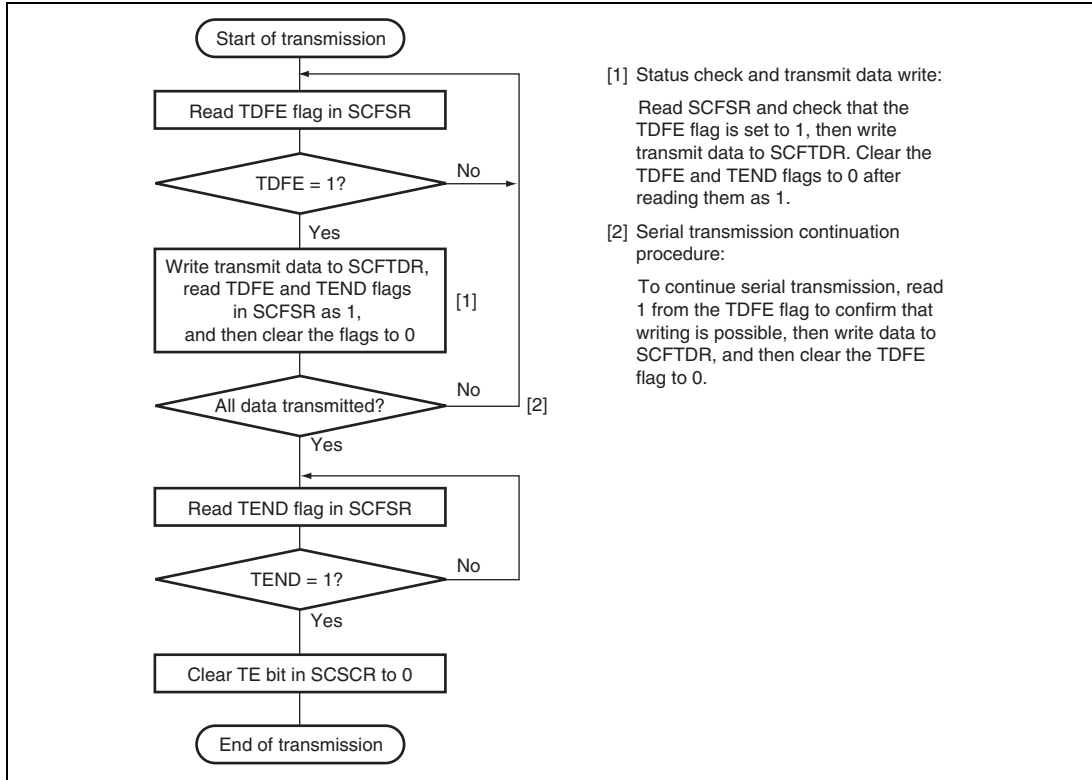 Start of transmission
Read TDFE flag in SCFSR
TDFE = 1?
No
Yes
Write transmit data to SCFTDR,
read TDFE and TEND flags
in SCFSR as 1,
and then clear the flags to 0
[1]
All data transmitted?
No
[2]
Yes
Read TEND flag in SCFSR
TEND = 1?
No
Yes
Clear TE bit in SCSCR to 0
End of transmission
[1] Status check and transmit data write:
Read SCFSR and check that the
TDFE flag is set to 1, then write
transmit data to SCFTDR. Clear the
TDFE and TEND flags to 0 after
reading them as 1.
[2] Serial transmission continuation
procedure:
To continue serial transmission, read
1 from the TDFE flag to confirm that
writing is possible, then write data to
SCFTDR, and then clear the TDFE
flag to 0.